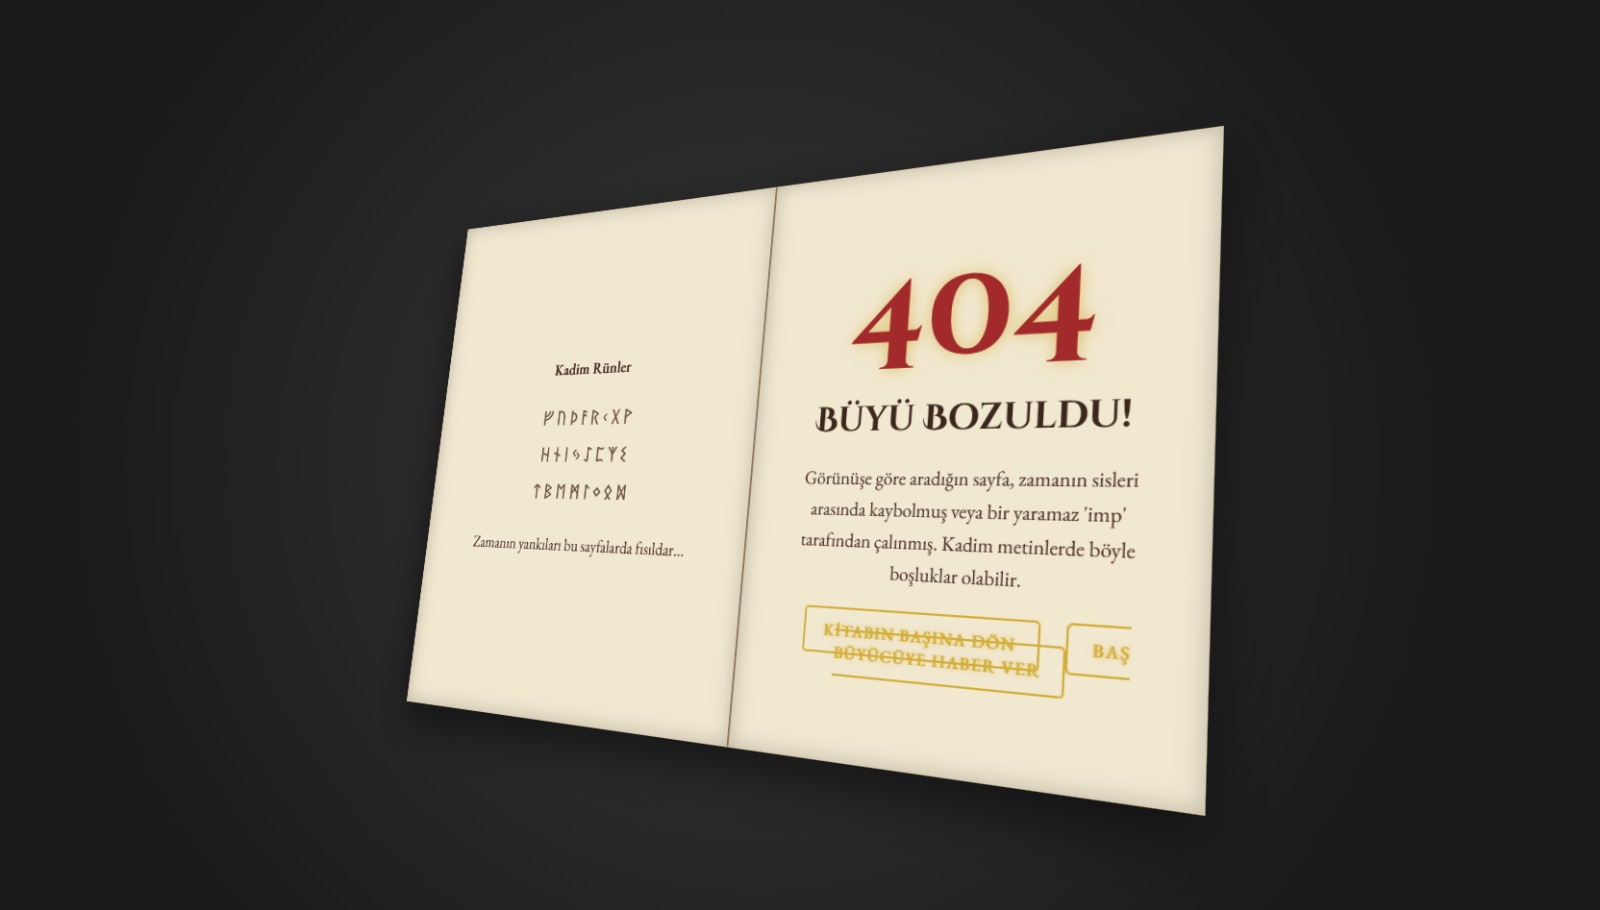 Kadim Rünler
ᚠᚢᚦᚨᚱᚲᚷᚹ
ᚺᚾᛁᛃᛇᛈᛉᛊ
ᛏᛒᛖᛗᛚᛜᛟᛞ
Zamanın yankıları bu sayfalarda fısıldar...
404
BÜYÜ BOZULDU!
Görünüşe göre aradığın sayfa, zamanın sisleri
arasında kaybolmuş veya bir yaramaz 'imp'
tarafından çalınmış. Kadim metinlerde böyle
boşluklar olabilir.
KİTABIN BAŞINA DÖN
BAŞ
BÜYÜCÜYE HABER VER